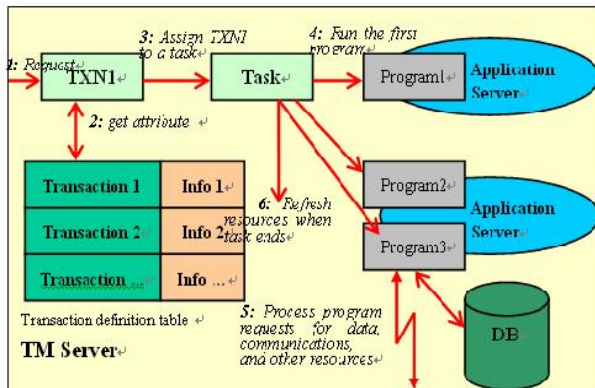 1: Request
TXN1
3: Assign TXN1
to a task
Task
4: Run the first
program
Program1
Application
Server
2: get attribute
Transaction 1
Info 1
Transaction 2
Info 2
Transaction ...
Info ...
Transaction definition table
TM Server
6: Refresh
resources when
task ends
Program2
Program3
Application
Server
5: Process program
requests for data,
communications,
and other resources
DB